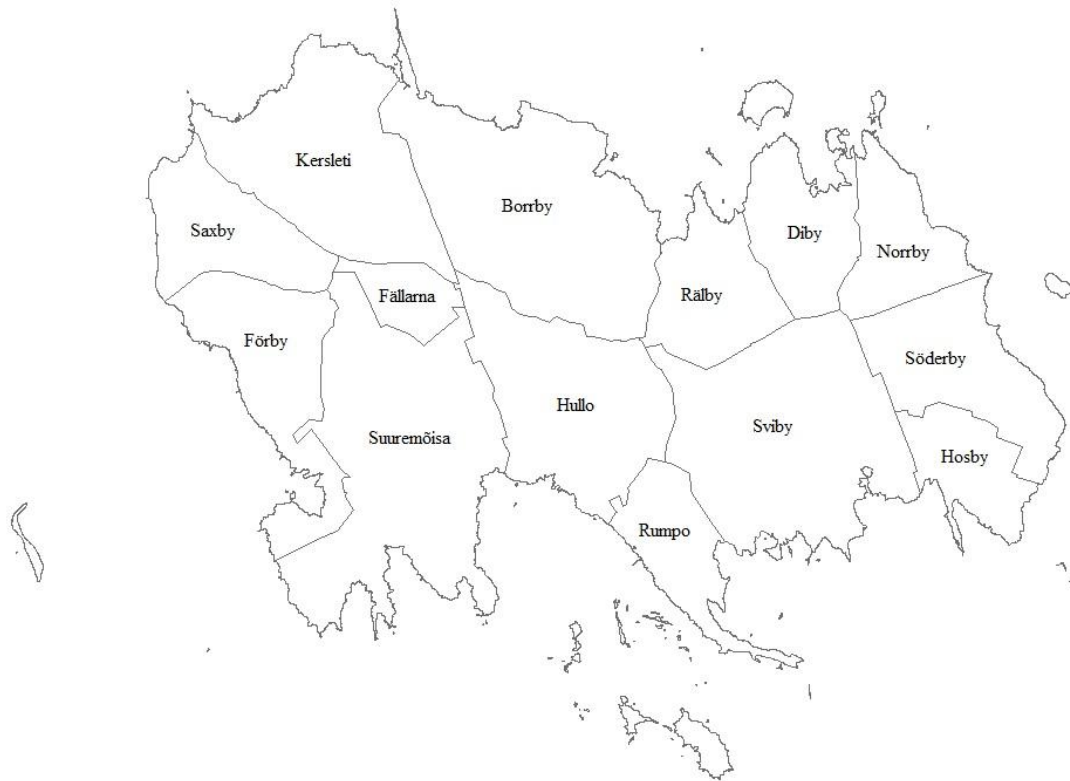 Kersleti
Borrby
Saxby
Diby
Norrby
Fällarna
Rälby
Förby
Söderby
Hullo
Suuremõisa
Sviby
Hosby
Rumpo